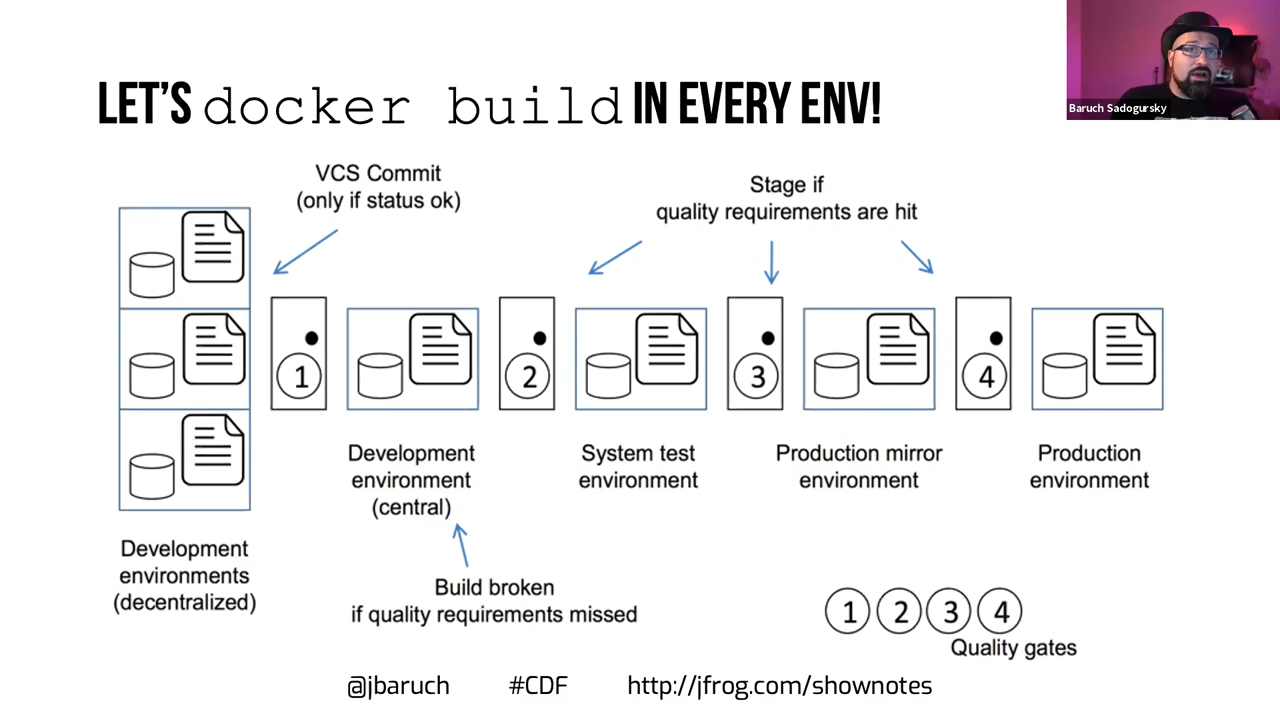 LET'S docker build IN EVERY ENV!
Baruch Sadogursky
VCS Commit
(only if status ok)
Stage if
quality requirements are hit
1
2
3
4
Development
environment
(central)
System test
environment
Production mirror
environment
Production
environment
Development
environments
(decentralized)
Build broken
if quality requirements missed
1 2 3 4
Quality gates
@jbaruch #CDF http://jfrog.com/shownotes